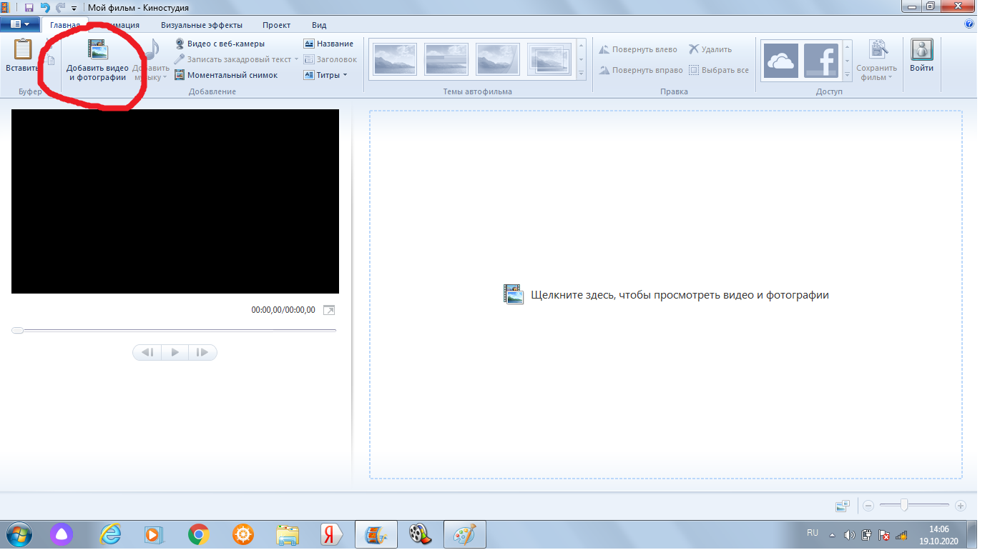 Мой фильм - Киностудия
Главная
Визуальные эффекты
Проект
Вид
Вставить
Добавить видео
и фотографии
Добавить
музыку
Видео с веб-камеры
Записать закадровый текст
Моментальный снимок
Название
Заголовок
Титры
Повернуть влево
Повернуть вправо
Удалить
Выбрать все
Сохранить
фильм
Войти
Буфер
Добавление
Темы автофильма
Правка
Доступ
00:00,00/00:00,00
Щелкните здесь, чтобы просмотреть видео и фотографии
RU
14:06
19.10.2020